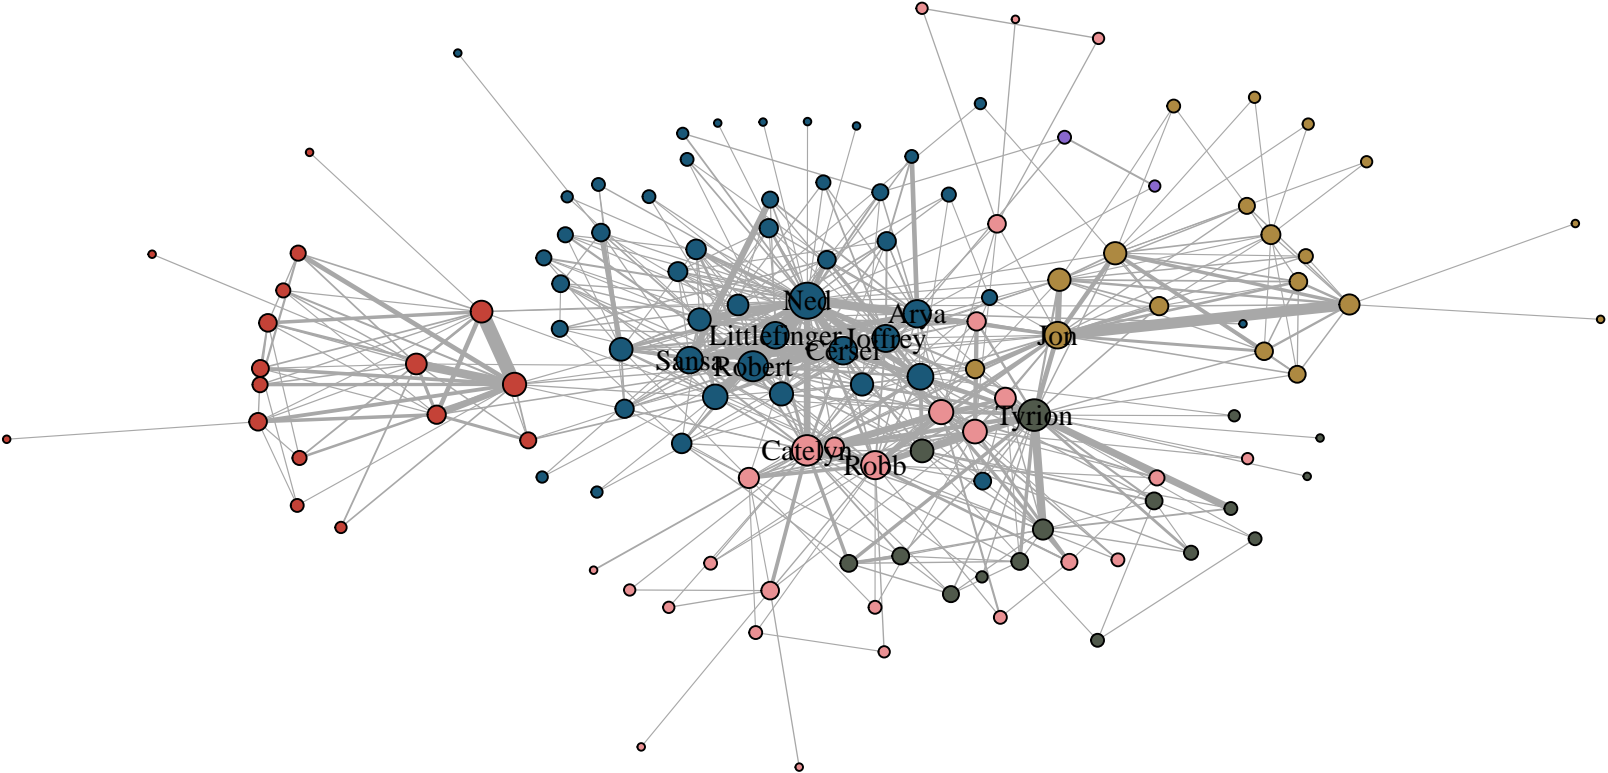 Ned
Arya
Littlefinger
Joffrey
Cersei
Jon
Sansa
Robert
Tyrion
Catelyn
Robb